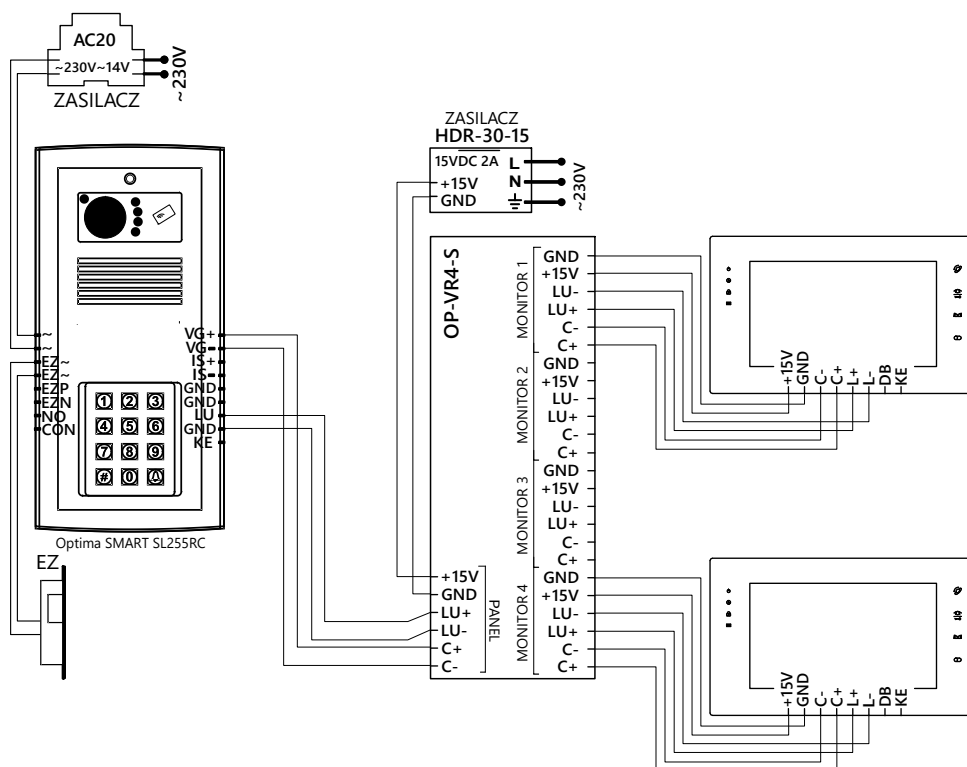 AC20
~230V~14V
~230V
ZASILACZ
ZASILACZ
HDR-30-15
15VDC 2A
L
+15V
N
GND
~230V
~
~
EZ~
EZ~
EZP
EZN
NO
CON
VG+
VG-
IS+
IS-
GND
GND
LU
GND
KE
1 2 3
4 5 6
7 8 9
# 0
Optima SMART SL255RC
EZ
OP-VR4-S
+15V
GND
LU+
LU-
C+
C-
PANEL
MONITOR 1
GND
+15V
LU-
LU+
C-
C+
MONITOR 2
GND
+15V
LU-
LU+
C-
C+
MONITOR 3
GND
+15V
LU-
LU+
C-
C+
MONITOR 4
GND
+15V
LU-
LU+
C-
C+
+15V
GND
C-
C+
L+
L-
DB
KE
+15V
GND
C-
C+
L+
L-
DB
KE